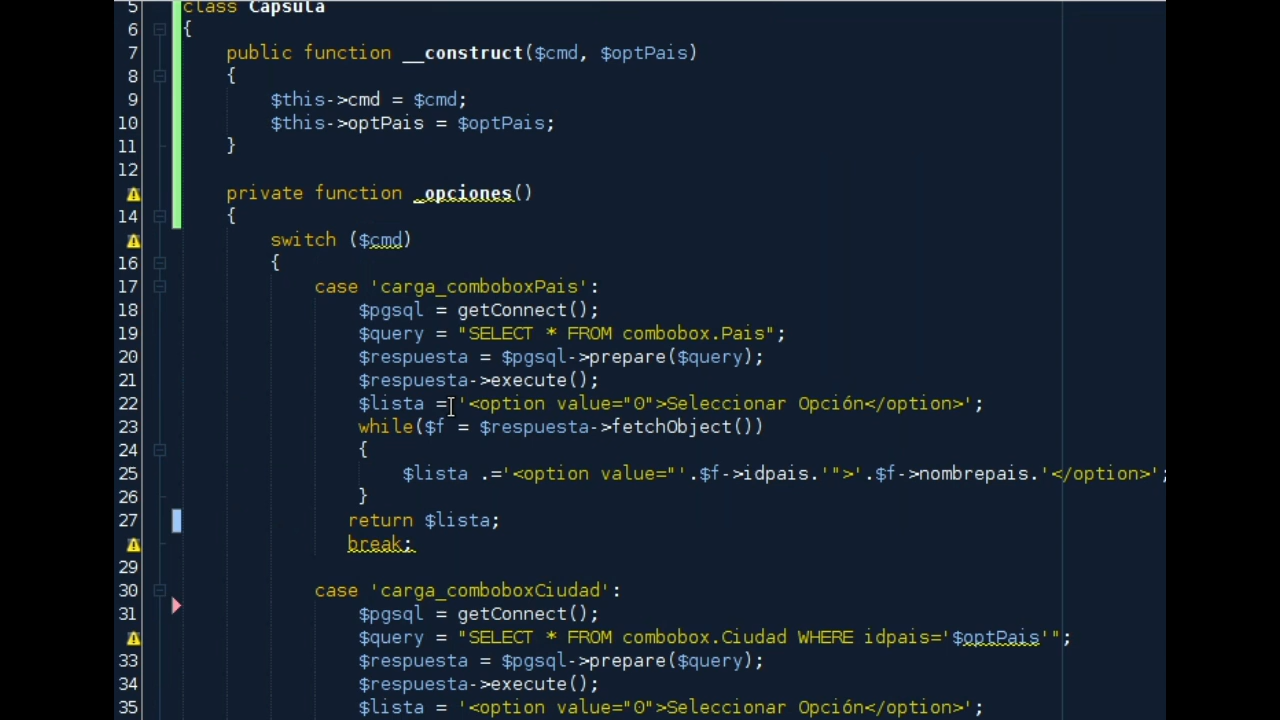 5 class Capsula
6 {
7 public function __construct($cmd, $optPais)
8 {
9 $this->cmd = $cmd;
10 $this->optPais = $optPais;
11 }
12
private function _opciones()
14 {
switch ($cmd)
16 {
17 case 'carga_comboboxPais':
18 $pgsql = getConnect();
19 $query = "SELECT * FROM combobox.Pais";
20 $respuesta = $pgsql->prepare($query);
21 $respuesta->execute();
22 $lista = '<option value="0">Seleccionar Opción</option>';
23 while($f = $respuesta->fetchObject())
24 {
25 $lista .='<option value="'.$f->idpais.'">'.$f->nombrepais.'</option>';
26 }
27 return $lista;
break;
29
30 case 'carga_comboboxCiudad':
31 $pgsql = getConnect();
$query = "SELECT * FROM combobox.Ciudad WHERE idpais='$optPais'";
33 $respuesta = $pgsql->prepare($query);
34 $respuesta->execute();
35 $lista = '<option value="0">Seleccionar Opción</option>';